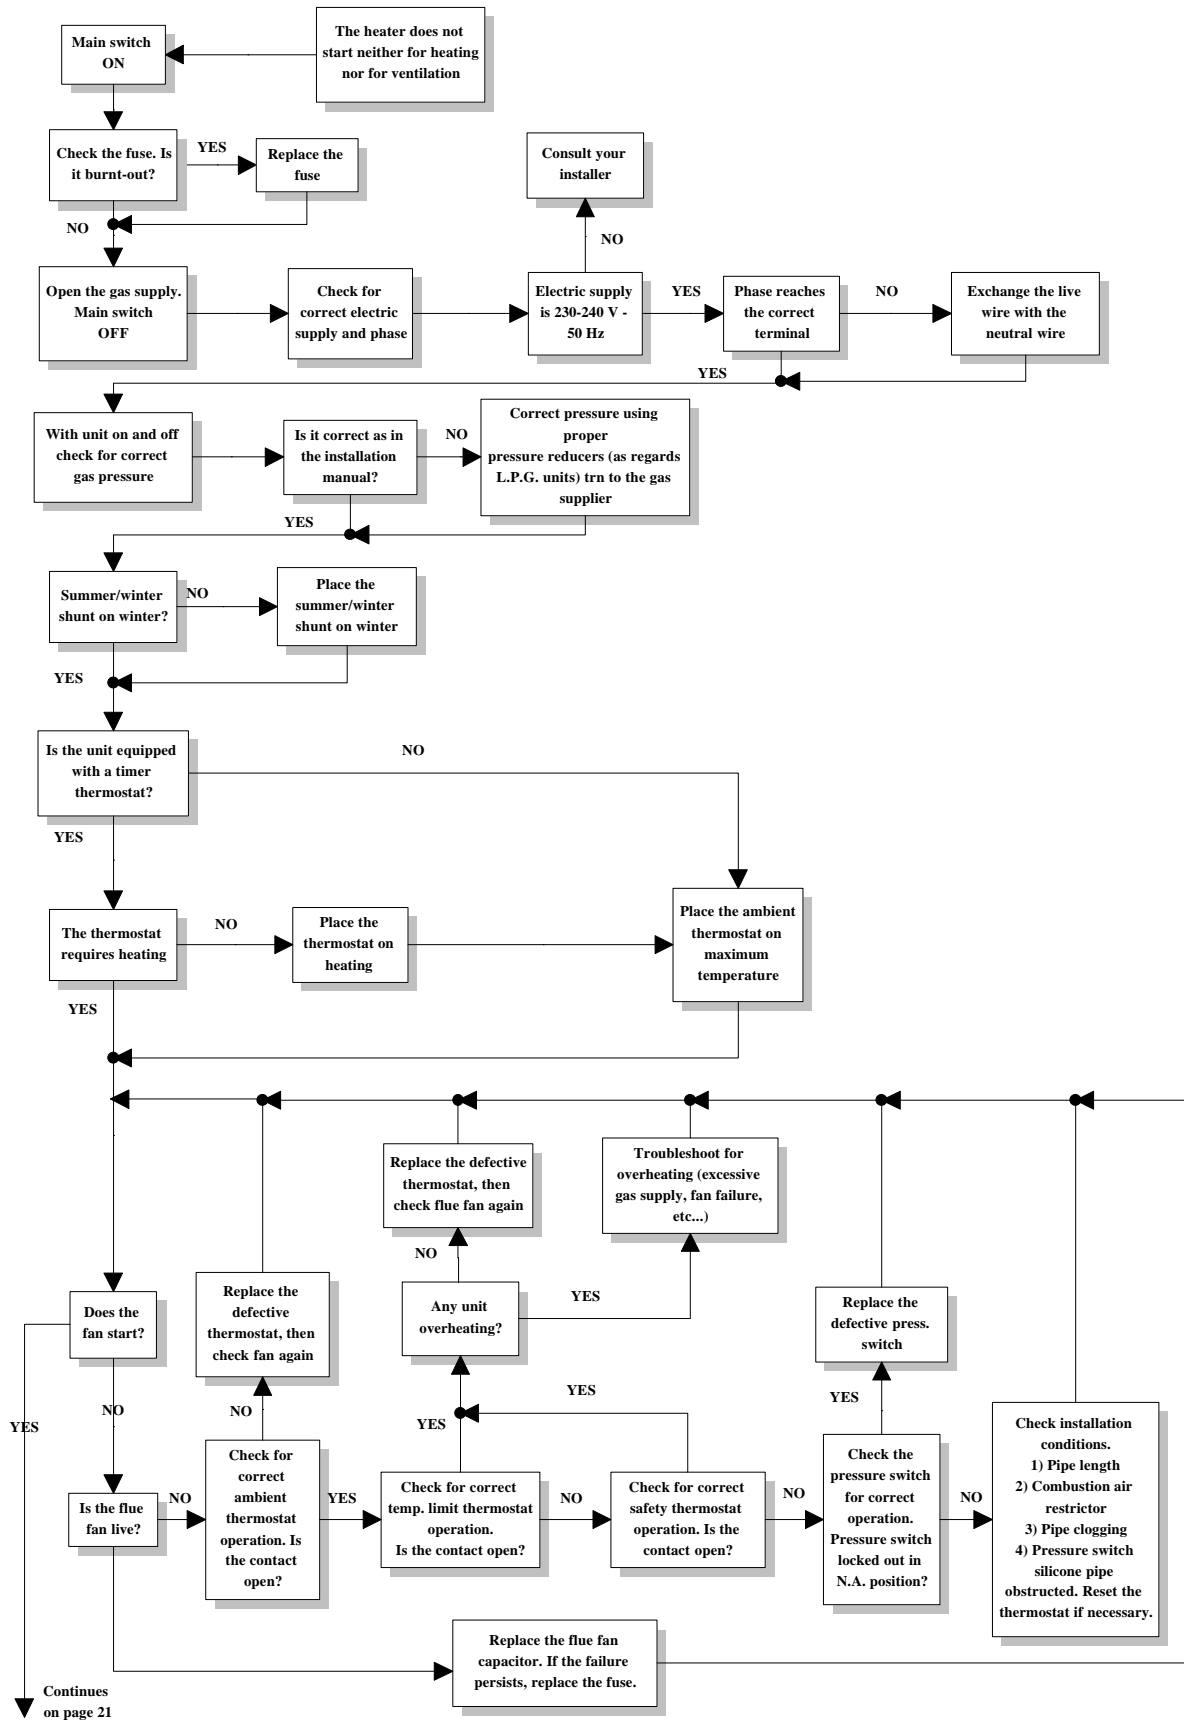 Main switch
ON
The heater does not
start neither for heating
nor for ventilation
Check the fuse. Is
it burnt-out?
YES
Replace the
fuse
NO
Consult your
installer
NO
Open the gas supply.
Main switch
OFF
Check for
correct electric
supply and phase
Electric supply
is 230-240 V -
50 Hz
YES
Phase reaches
the correct
terminal
NO
Exchange the live
wire with the
neutral wire
YES
With unit on and off
check for correct
gas pressure
Is it correct as in
the installation
manual?
NO
Correct pressure using
proper
pressure reducers (as regards
L.P.G. units) trn to the gas
supplier
YES
Summer/winter
shunt on winter?
NO
Place the
summer/winter
shunt on winter
YES
Is the unit equipped
with a timer
thermostat?
NO
YES
The thermostat
requires heating
NO
Place the
thermostat on
heating
Place the ambient
thermostat on
maximum
temperature
YES
Replace the defective
thermostat, then
check flue fan again
Troubleshoot for
overheating (excessive
gas supply, fan failure,
etc...)
NO
Does the
fan start?
Replace the
defective
thermostat, then
check fan again
Any unit
overheating?
YES
Replace the
defective press.
switch
YES
NO
NO
YES
YES
YES
Is the flue
fan live?
NO
Check for
correct
ambient
thermostat
operation. Is
the contact
open?
YES
Check for correct
temp. limit thermostat
operation.
Is the contact open?
NO
Check for correct
safety thermostat
operation. Is the
contact open?
NO
Check the
pressure switch
for correct
operation.
Pressure switch
locked out in
N.A. position?
NO
Check installation
conditions.
1) Pipe length
2) Combustion air
restrictor
3) Pipe clogging
4) Pressure switch
silicone pipe
obstructed. Reset the
thermostat if necessary.
Replace the flue fan
capacitor. If the failure
persists, replace the fuse.
Continues
on page 21